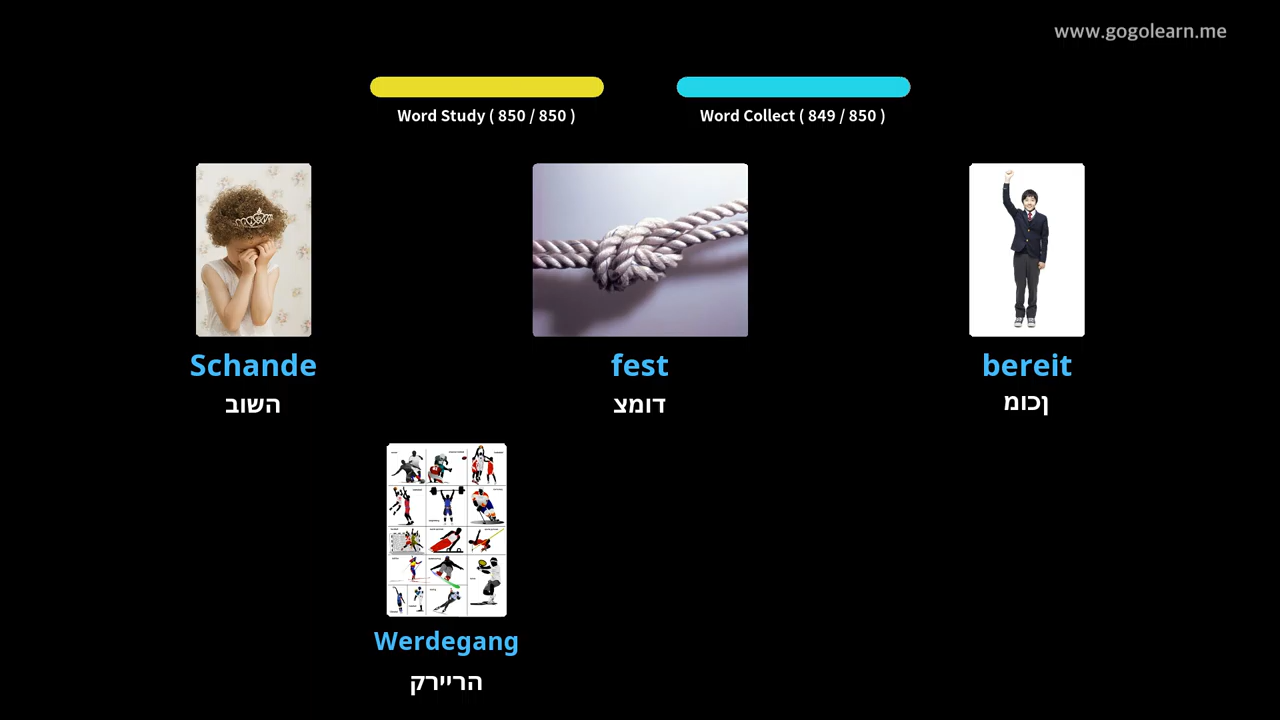 www.gogolearn.me
Word Study ( 850 / 850 )
Word Collect ( 849 / 850 )
Schande
השוב
fest
דומצ
bereit
ןכומ
Werdegang
הריירק